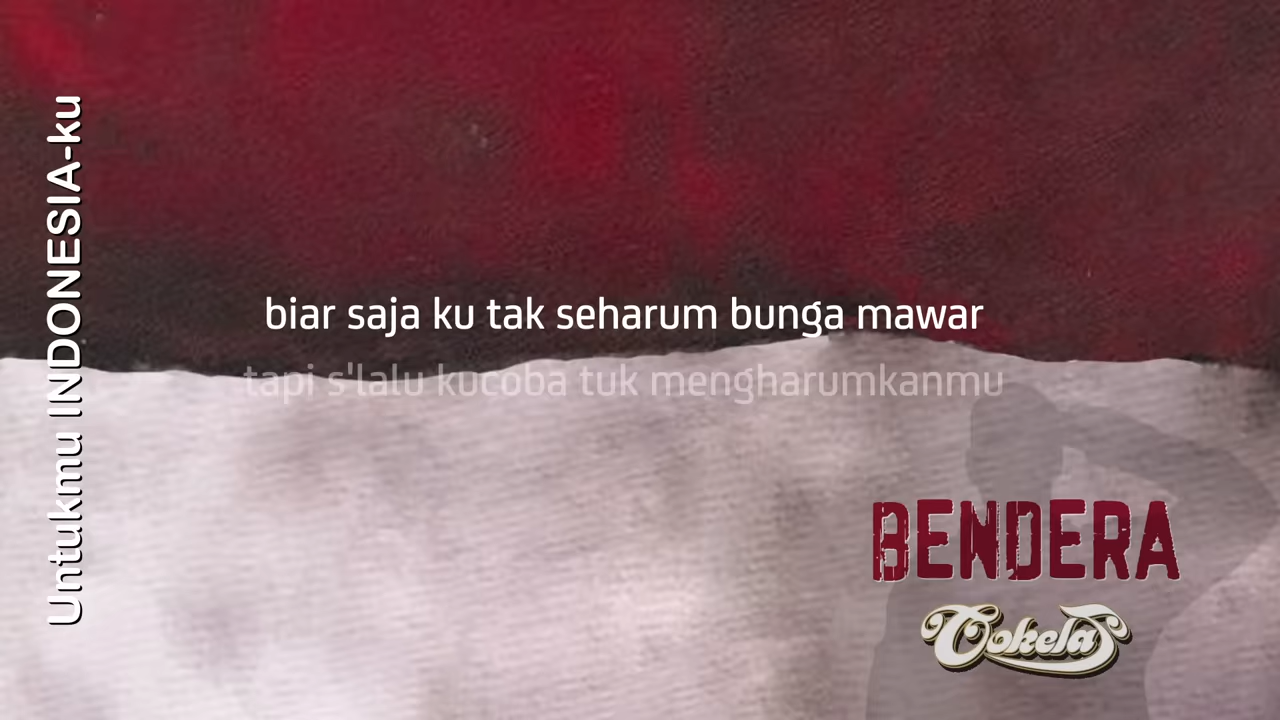 Untukmu INDONESIA-ku
biar saja ku tak seharum bunga mawar
tapi s'lalu kucoba tuk mengharumkanmu
BENDERA
Cokelat